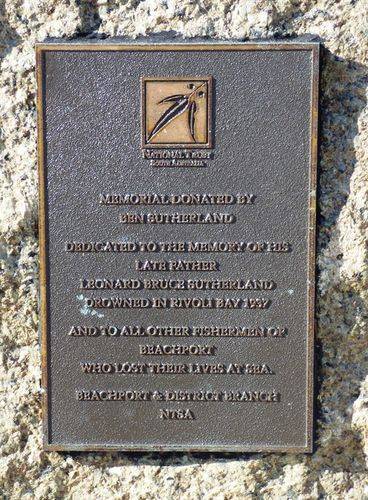 NATIONAL TRUST
SOUTH AUSTRALIA
MEMORIAL DONATED BY
BEN SUTHERLAND
DEDICATED TO THE MEMORY OF HIS
LATE FATHER
LEONARD BRUCE SUTHERLAND
DROWNED IN RIVOLI BAY
AND TO ALL OTHER FISHERMEN OF
BEACHPORT
WHO LOST THEIR LIVES AT SEA.
BEACHPORT & DISTRICT BRANCH
NTSA